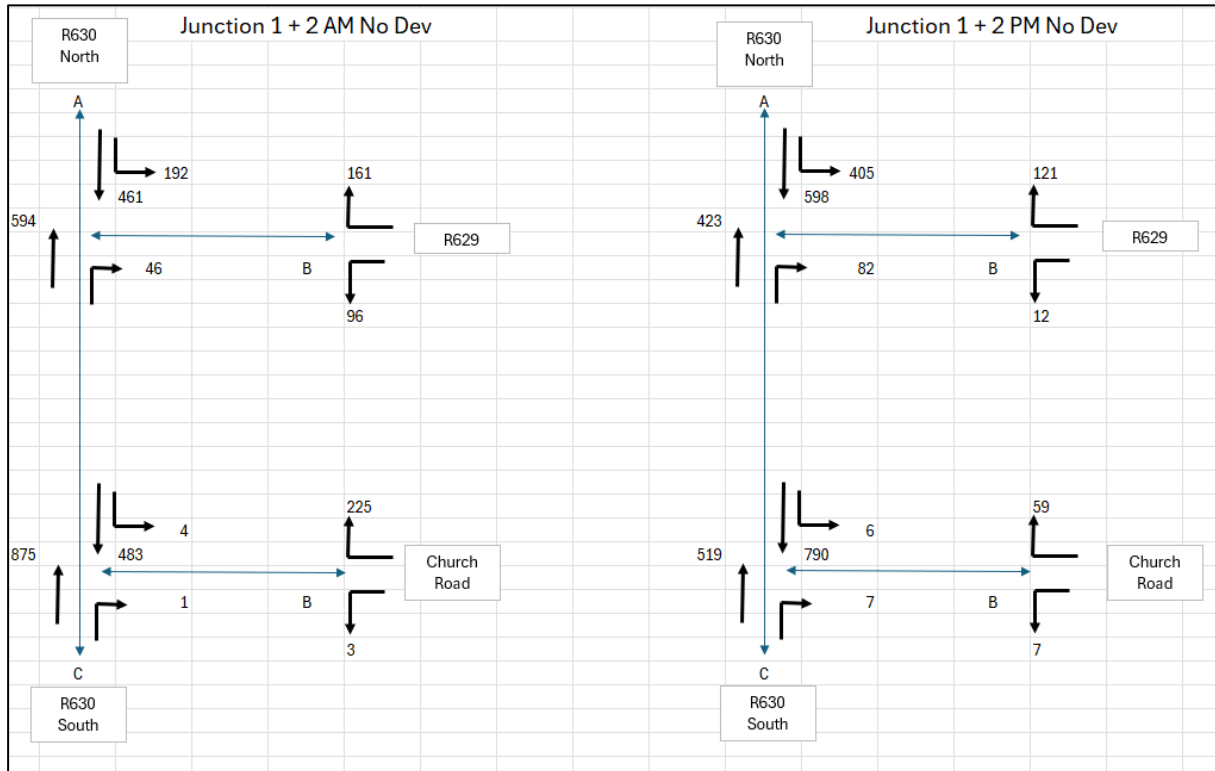 Junction 1 + 2 AM No Dev
R630
North
A
192
461
161
594
R629
46
B
96
4
225
875
483
Church
Road
1
B
3
C
R630
South
Junction 1 + 2 PM No Dev
R630
North
A
405
598
121
423
R629
82
B
12
6
59
519
790
Church
Road
7
B
7
C
R630
South